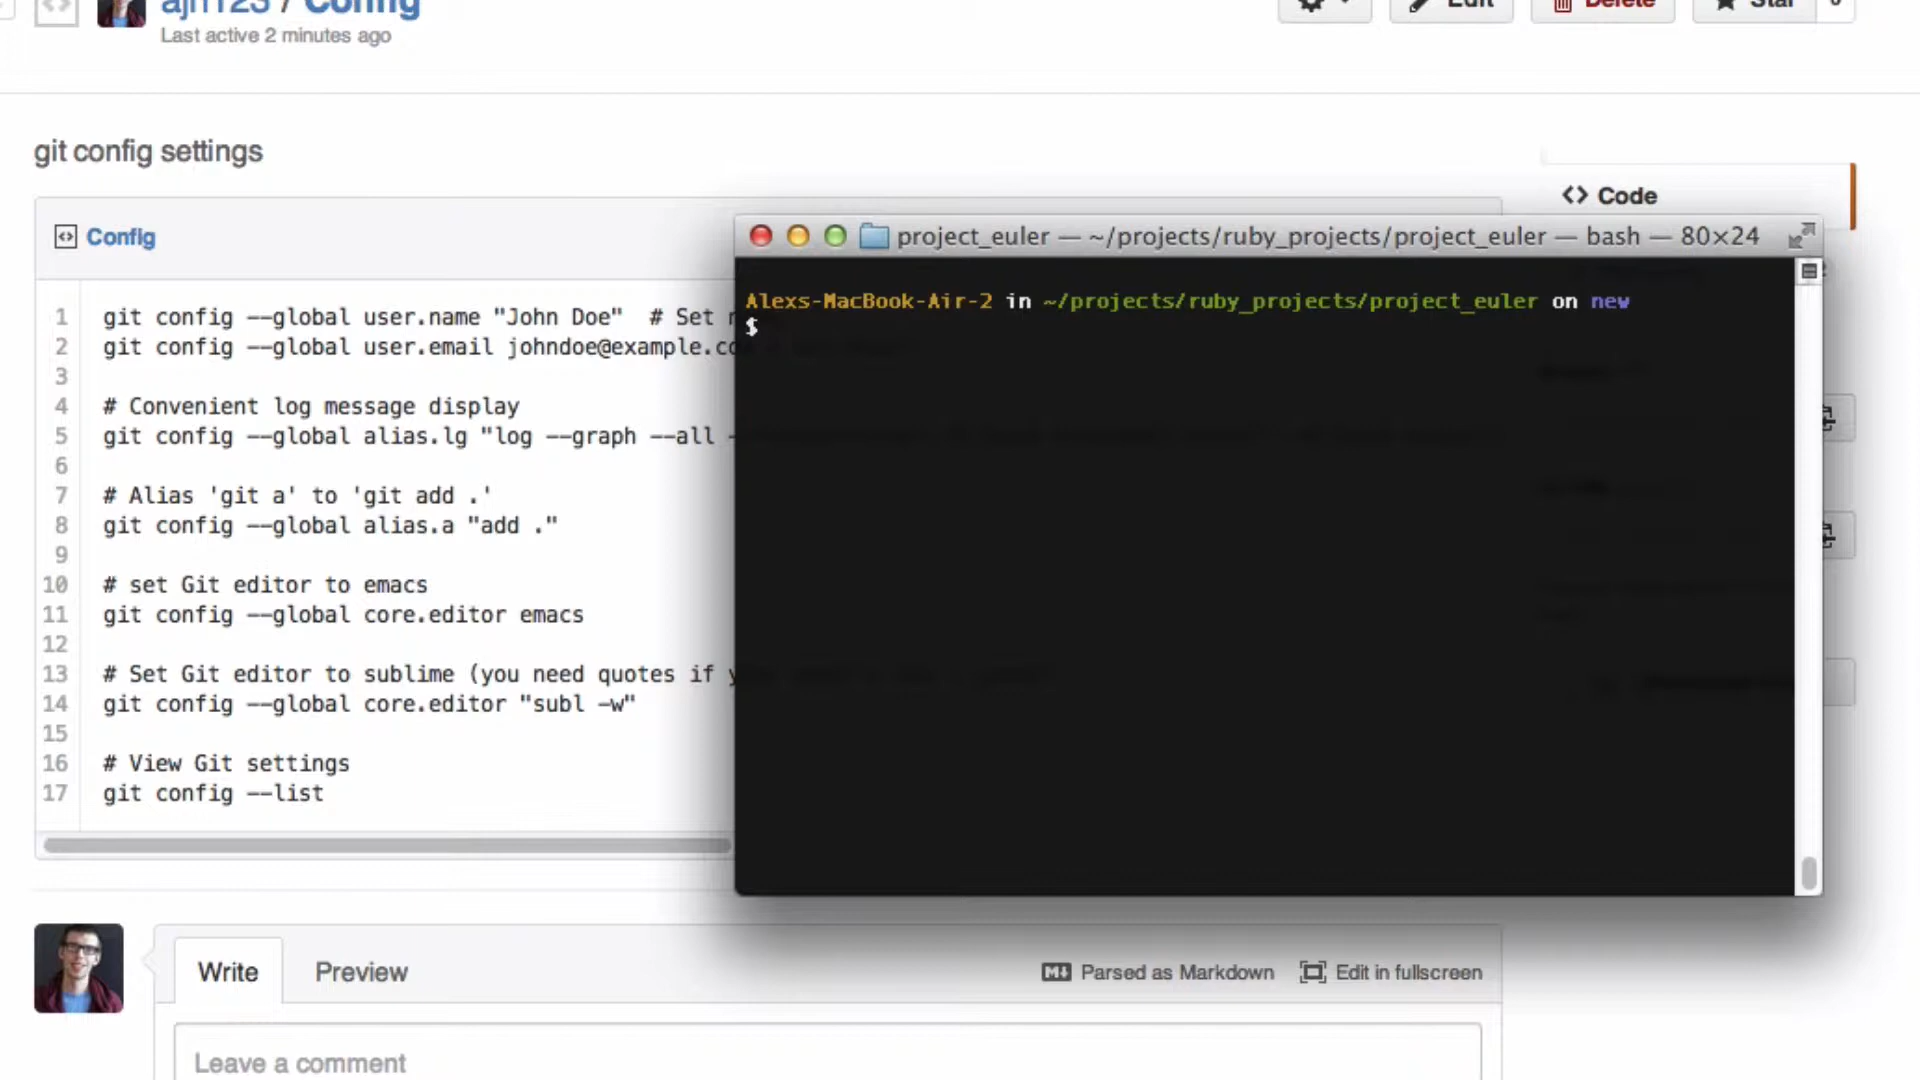 ajh123 / Config
Edit
Delete
Star
Last active 2 minutes ago
git config settings
<> Code
Config
1 git config --global user.name "John Doe" # Set
2 git config --global user.email johndoe@example.co
3
4 # Convenient log message display
5 git config --global alias.lg "log --graph --all
6
7 # Alias 'git a' to 'git add .'
8 git config --global alias.a "add ."
9
10 # set Git editor to emacs
11 git config --global core.editor emacs
12
13 # Set Git editor to sublime (you need quotes if
14 git config --global core.editor "subl -w"
15
16 # View Git settings
17 git config --list
project_euler — ~/projects/ruby_projects/project_euler — bash — 80×24
Alexs-MacBook-Air-2 in ~/projects/ruby_projects/project_euler on new
$
Write Preview
Parsed as Markdown Edit in fullscreen
Leave a comment